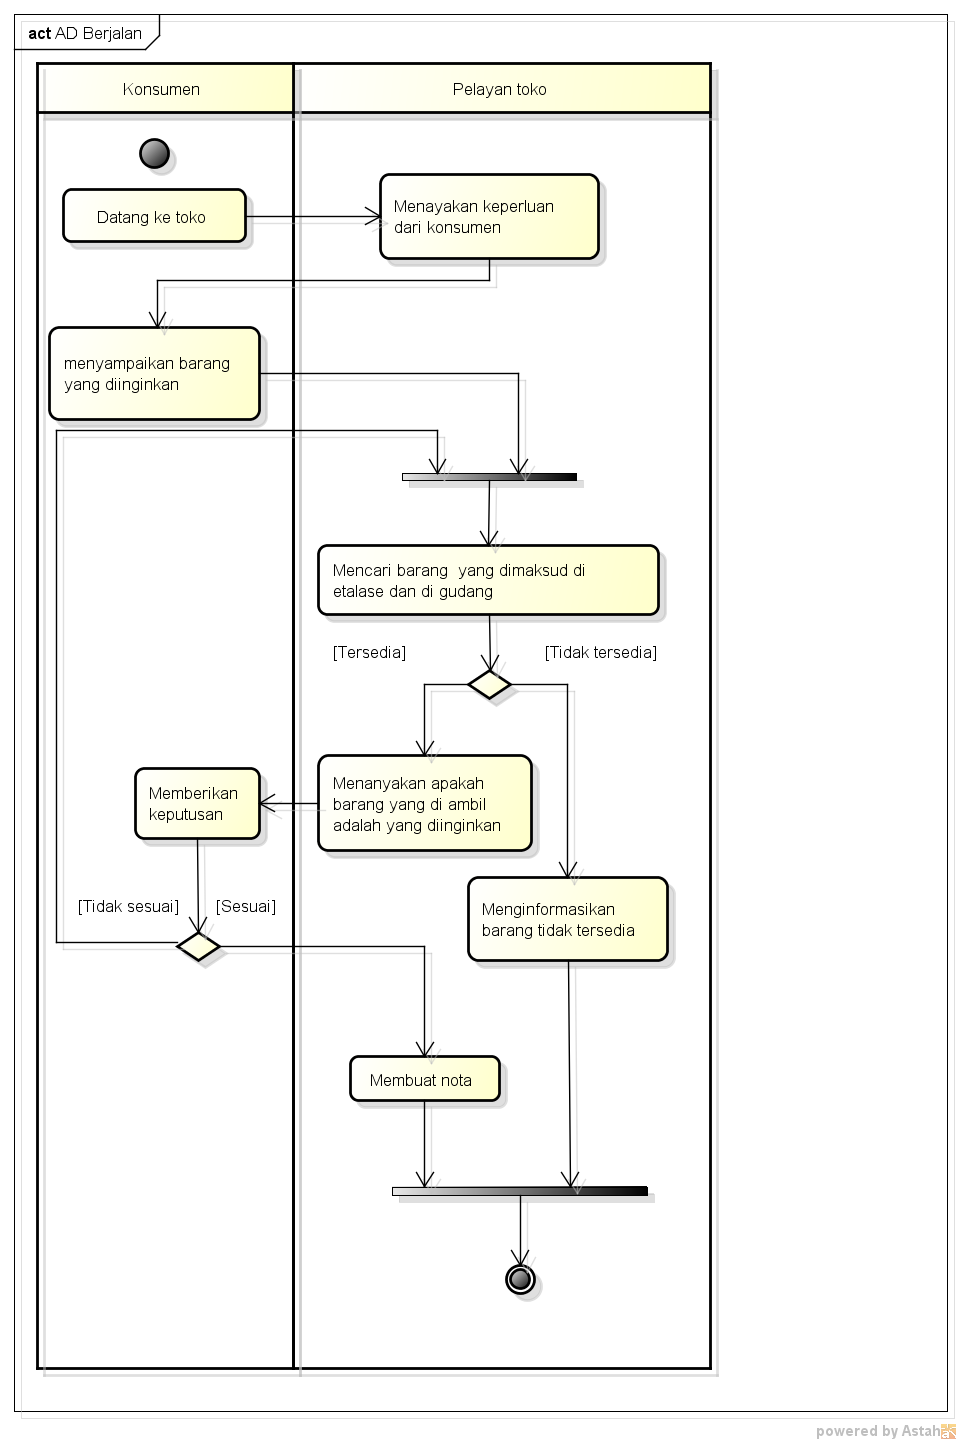 act AD Berjalan
Konsumen
Pelayan toko
Datang ke toko
Menayakan keperluan
dari konsumen
menyampaikan barang
yang diinginkan
Mencari barang  yang dimaksud di
etalase dan di gudang
[Tersedia]
[Tidak tersedia]
Menanyakan apakah
barang yang di ambil
adalah yang diinginkan
Memberikan
keputusan
Menginformasikan
barang tidak tersedia
[Tidak sesuai]
[Sesuai]
Membuat nota
powered by Astah